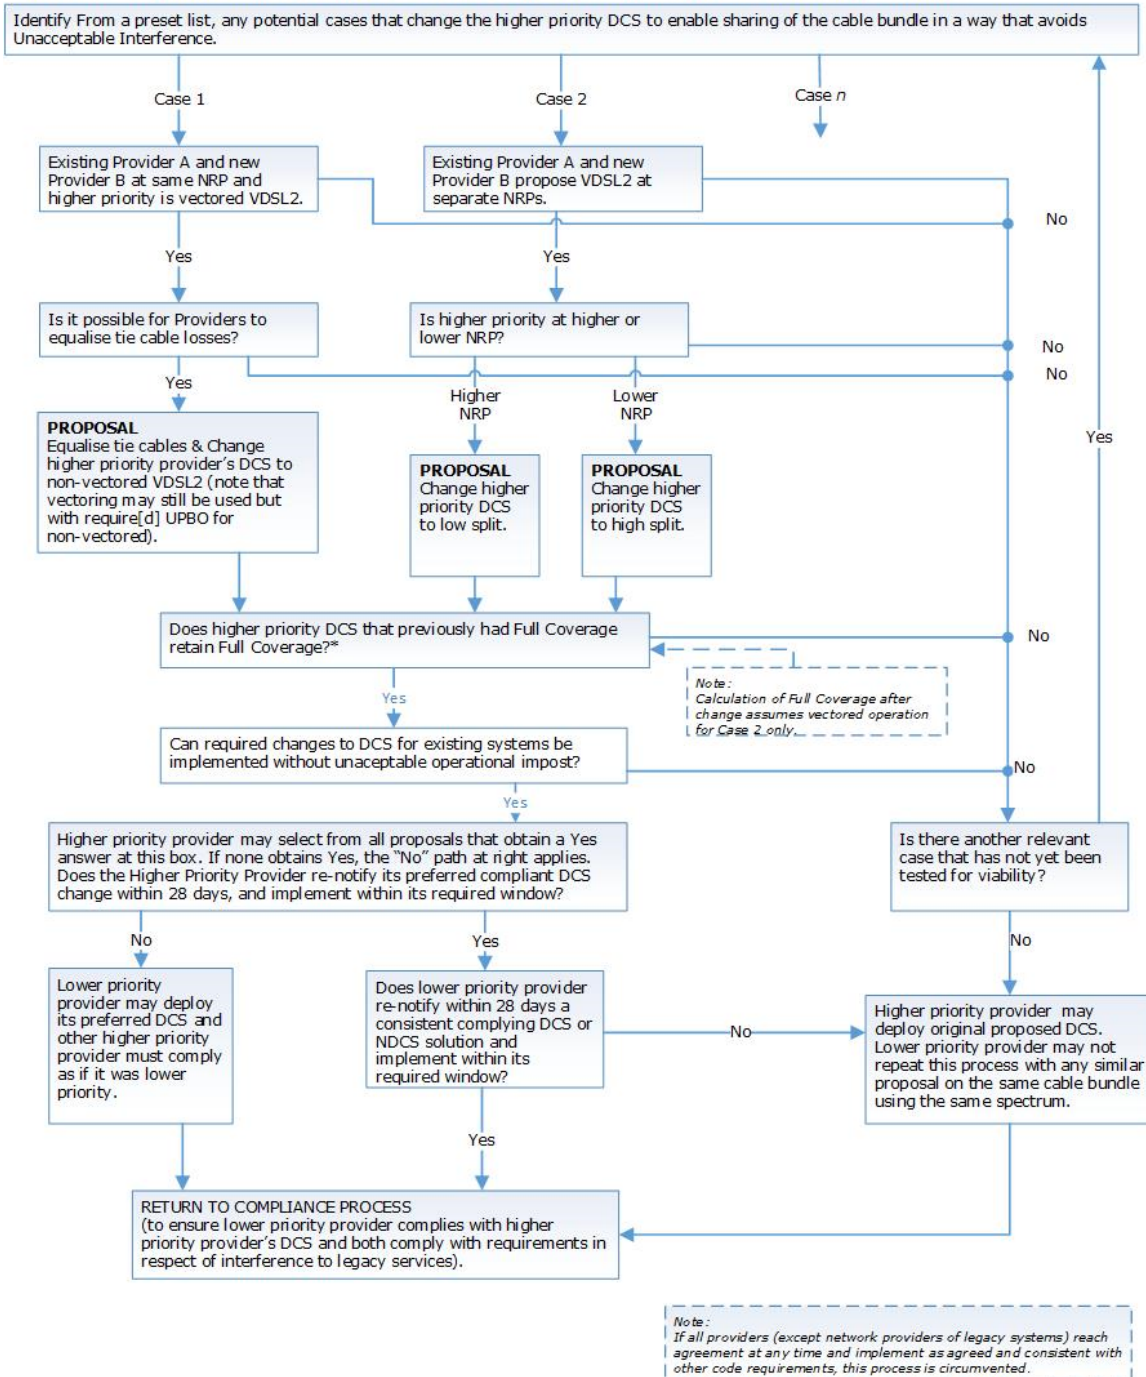 Identify From a preset list, any potential cases that change the higher priority DCS to enable sharing of the cable bundle in a way that avoids
Unacceptable Interference.
Case 1
Case 2
Case n
Existing Provider A and new
Provider B at same NRP and
higher priority is vectored VDSL2.
Existing Provider A and new
Provider B propose VDSL2 at
separate NRPs.
No
Yes
Yes
Is it possible for Providers to
equalise tie cable losses?
Is higher priority at higher or
lower NRP?
No
No
Yes
Higher
NRP
Lower
NRP
Yes
PROPOSAL
Equalise tie cables & Change
higher priority provider's DCS to
non-vectored VDSL2 (note that
vectoring may still be used but
with require[d] UPBO for
non-vectored).
PROPOSAL
Change higher
priority DCS
to low split.
PROPOSAL
Change higher
priority DCS
to high split.
Does higher priority DCS that previously had Full Coverage
retain Full Coverage?*
No
Note:
Calculation of Full Coverage after
change assumes vectored operation
for Case 2 only.
Yes
Can required changes to DCS for existing systems be
implemented without unaceptable operational impost?
No
Yes
Higher priority provider may select from all proposals that obtain a Yes
answer at this box. If none obtains Yes, the "No" path at right applies.
Does the Higher Priority Provider re-notify its preferred compliant DCS
change within 28 days, and implement within its required window?
Is there another relevant
case that has not yet been
tested for viability?
No
Yes
No
Lower priority
provider may deploy
its preferred DCS and
other higher priority
provider must comply
as if it was lower
priority.
Does lower priority provider
re-notify within 28 days a
consistent complying DCS or
NDCS solution and
implement within its
required window?
No
Higher priority provider may
deploy original proposed DCS.
Lower priority provider may not
repeat this process with any similar
proposal on the same cable bundle
using the same spectrum.
Yes
RETURN TO COMPLIANCE PROCESS
(to ensure lower priority provider complies with higher
priority provider's DCS and both comply with requirements in
respect of interference to legacy services).
Note:
If all providers (except network providers of legacy systems) reach
agreement at any time and implement as agreed and consistent with
other code requirements, this process is circumvented.